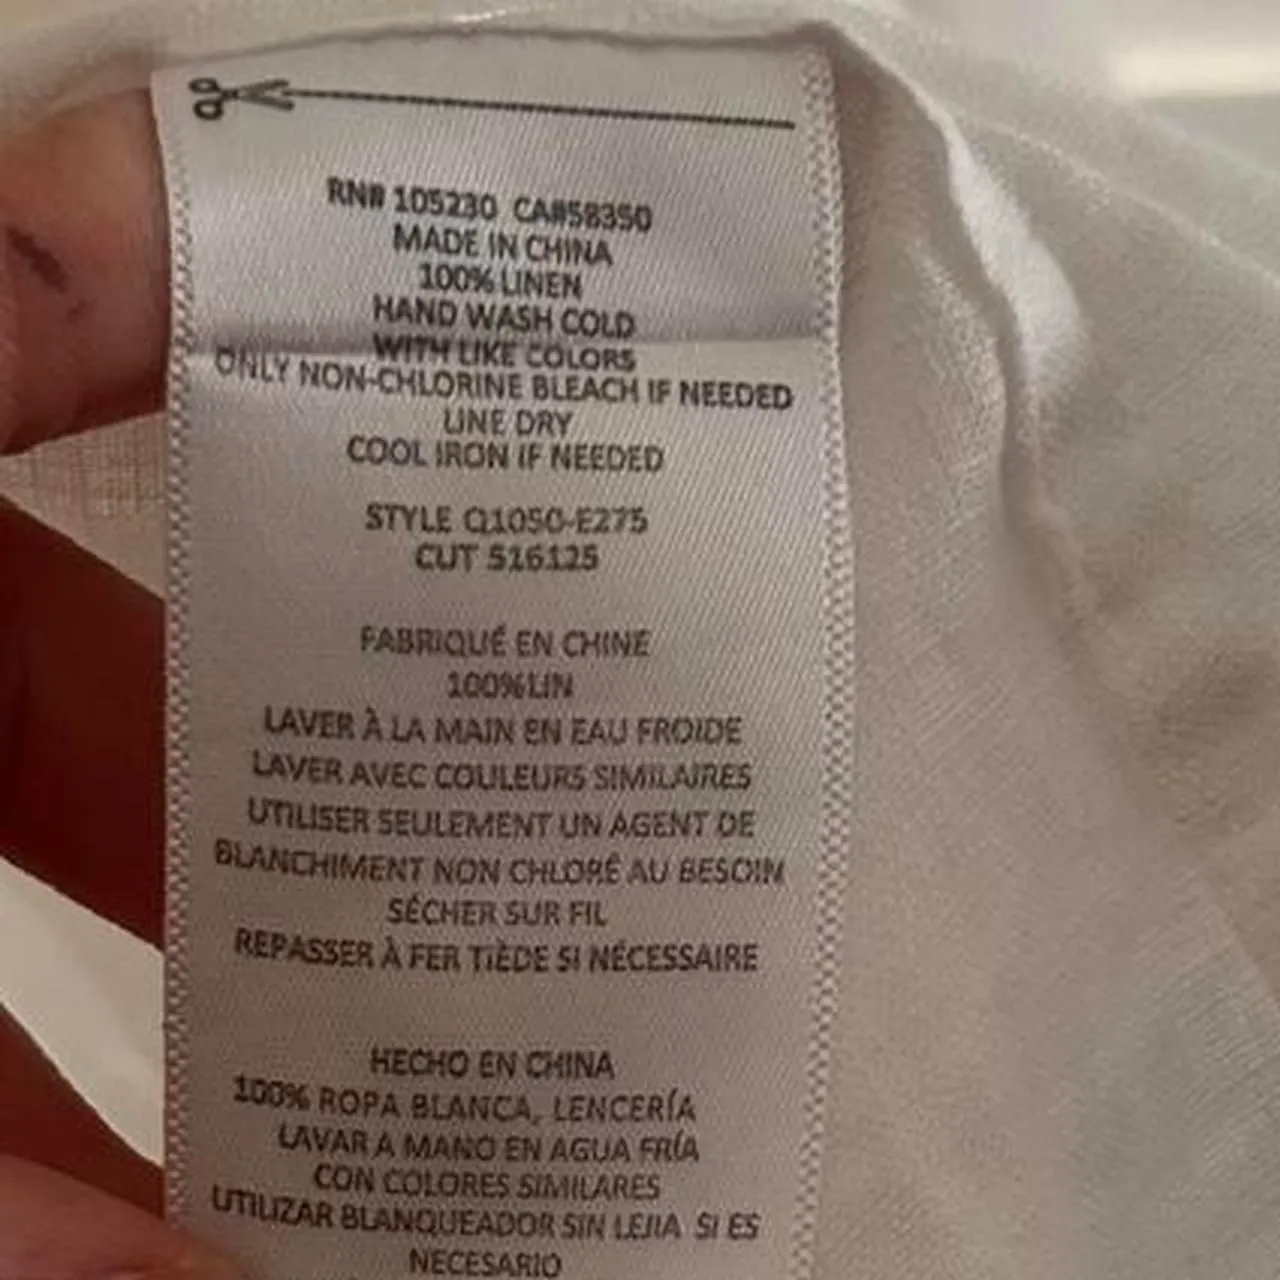 RN# 105230 CA#58350
MADE IN CHINA
100% LINEN
HAND WASH COLD
WITH LIKE COLORS
ONLY NON-CHLORINE BLEACH IF NEEDED
LINE DRY
COOL IRON IF NEEDED
STYLE Q1050-E275
CUT 516125
FABRIQUÉ EN CHINE
100%LIN
LAVER À LA MAIN EN EAU FROIDE
LAVER AVEC COULEURS SIMILAIRES
UTILISER SEULEMENT UN AGENT DE
BLANCHIMENT NON CHLORÉ AU BESOIN
SÉCHER SUR FIL
REPASSER À FER TIÈDE SI NÉCESSAIRE
HECHO EN CHINA
100% ROPA BLANCA, LENCERÍA
LAVAR A MANO EN AGUA FRÍA
CON COLORES SIMILARES
UTILIZAR BLANQUEADOR SIN LEJIA SI ES
NECESARIO